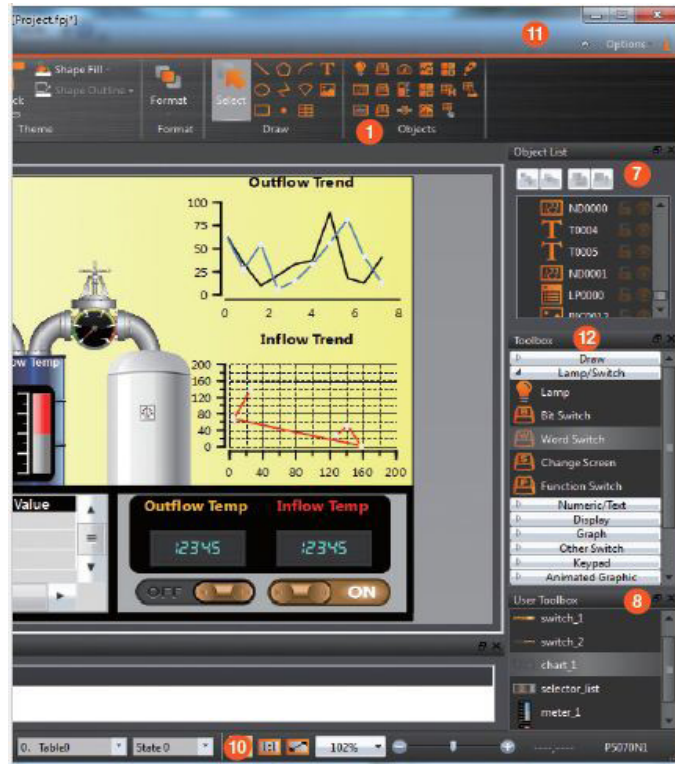 [Project.fpj*]
11
Options
Shape Fill
Shape Outline
ck
Theme
Format
Format
Select
Draw
1
Objects
Object List
7
ND0000
T0004
T0005
ND0001
LP0000
Outflow Trend
100
75
50
25
0
0 2 4 6 8
Inflow Trend
200
160
120
80
40
0
0 40 80 120 160 200
ow Temp
Toolbox
12
Draw
Lamp/Switch
Lamp
Bit Switch
Word Switch
Change Screen
Function Switch
Numeric/Text
Display
Graph
Other Switch
Keypad
Animated Graphic
Value
Outflow Temp Inflow Temp
12345 12345
OFF ON
User Toolbox
8
switch_1
switch_2
chart_1
selector_list
meter_1
0. Table0
State 0
10
1:1
102%
P5070N1